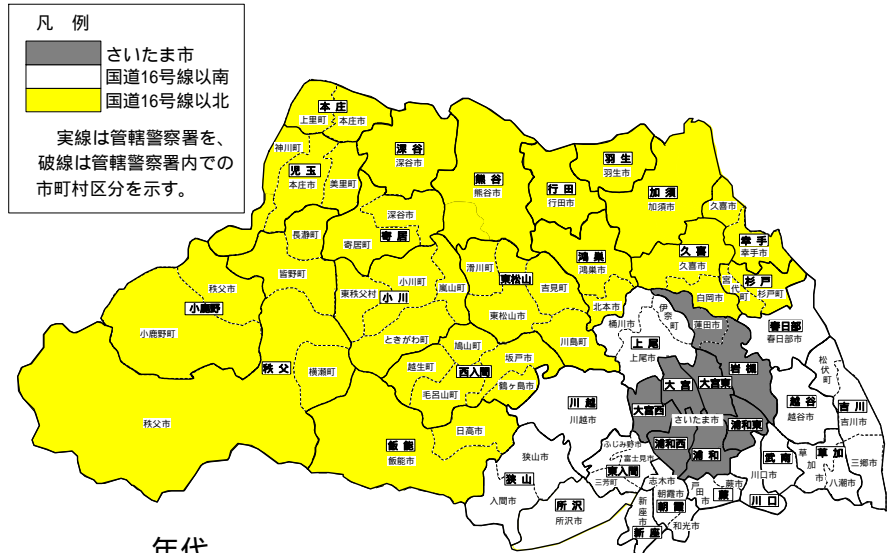 凡 例
さいたま市
国道16号線以南
国道16号線以北
実線は管轄警察署を、
破線は管轄警察署内での
市町村区分を示す。
本 庄
上里町
本庄市
神川町
児 玉
本庄市
美里町
深 谷
深谷市
熊 谷
熊谷市
行 田
行田市
羽 生
羽生市
加 須
加須市
久喜市
幸 手
幸手市
久 喜
久喜市
宮代町
杉 戸
杉戸町
白岡市
長瀞町
深谷市
寄居町
寄 居
皆野町
秩父市
小鹿野
小鹿野町
東秩父村
小川町
小 川
嵐山町
ときがわ町
滑川町
東松山
吉見町
東松山市
鴻 巣
鴻巣市
北本市
川島町
桶川市
伊奈町
蓮田市
上 尾
上尾市
春日部
春日部市
岩 槻
秩 父
横瀬町
秩父市
鳩山町
越生町
西入間
坂戸市
鶴ヶ島市
毛呂山町
日高市
飯 能
飯能市
川 越
川越市
大 宮
大宮東
大宮西
さいたま市
浦和東
浦和西
浦 和
松伏町
越 谷
越谷市
吉 川
吉川市
狭山市
狭 山
入間市
ふじみ野市
富士見市
東入間
三芳町
所 沢
所沢市
志木市
朝霞市
朝 霞
新座市
新 座
和光市
戸田市
蕨市
蕨
川 口
武 南
川口市
草 加
草加市
八潮市
三郷市
年代